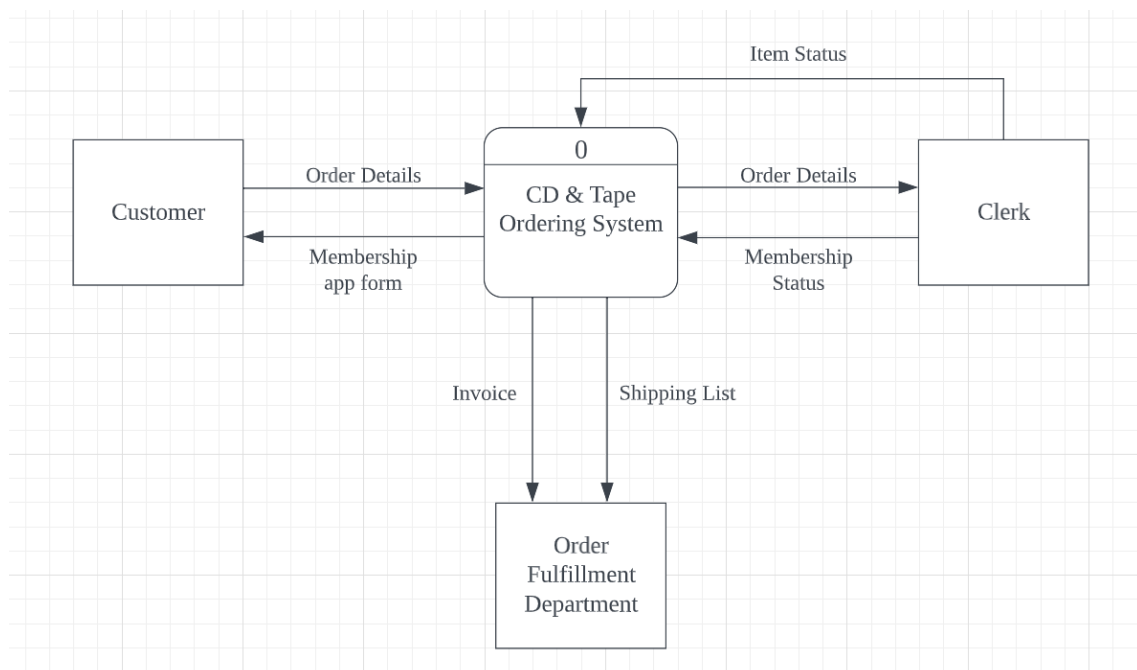 Item Status
0
CD & Tape
Ordering System
Customer
Order Details
Membership
app form
Order Details
Membership
Status
Clerk
Invoice
Shipping List
Order
Fulfillment
Department